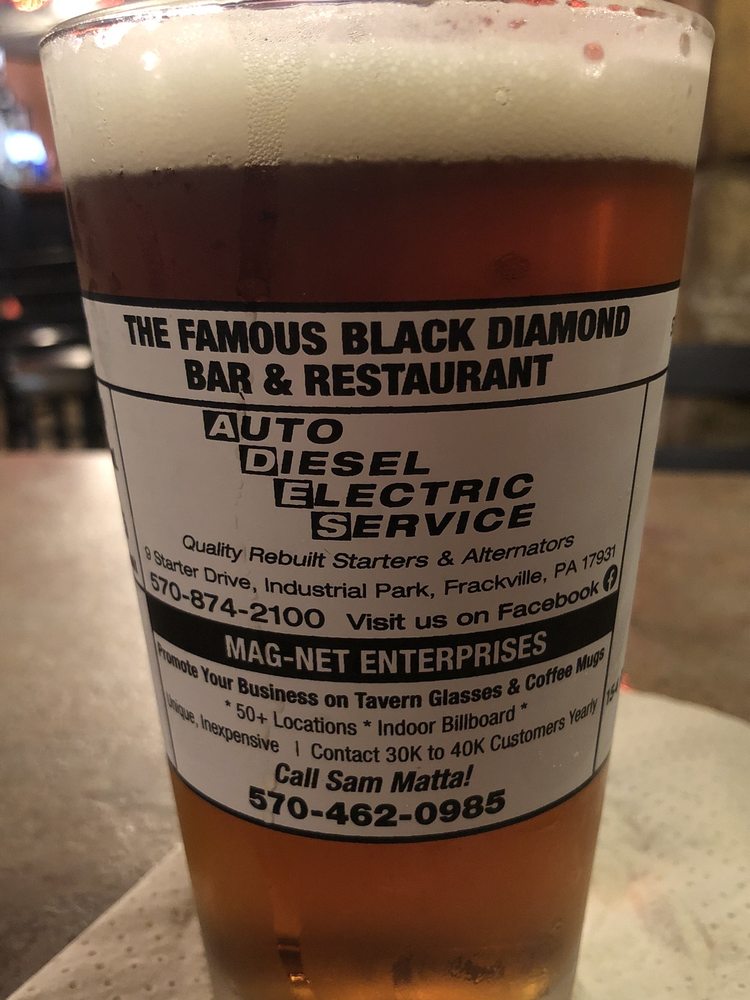 THE FAMOUS BLACK DIAMOND
BAR & RESTAURANT
AUTO
DIESEL
ELECTRIC
SERVICE
Quality Rebuilt Starters & Alternators
9 Starter Drive, Industrial Park, Frackville, PA 17931
570-874-2100 Visit us on Facebook
MAG-NET ENTERPRISES
Promote Your Business on Tavern Glasses & Coffee Mugs
* 50+ Locations * Indoor Billboard *
Unique, Inexpensive | Contact 30K to 40K Customers Yearly
Call Sam Matta!
570-462-0985